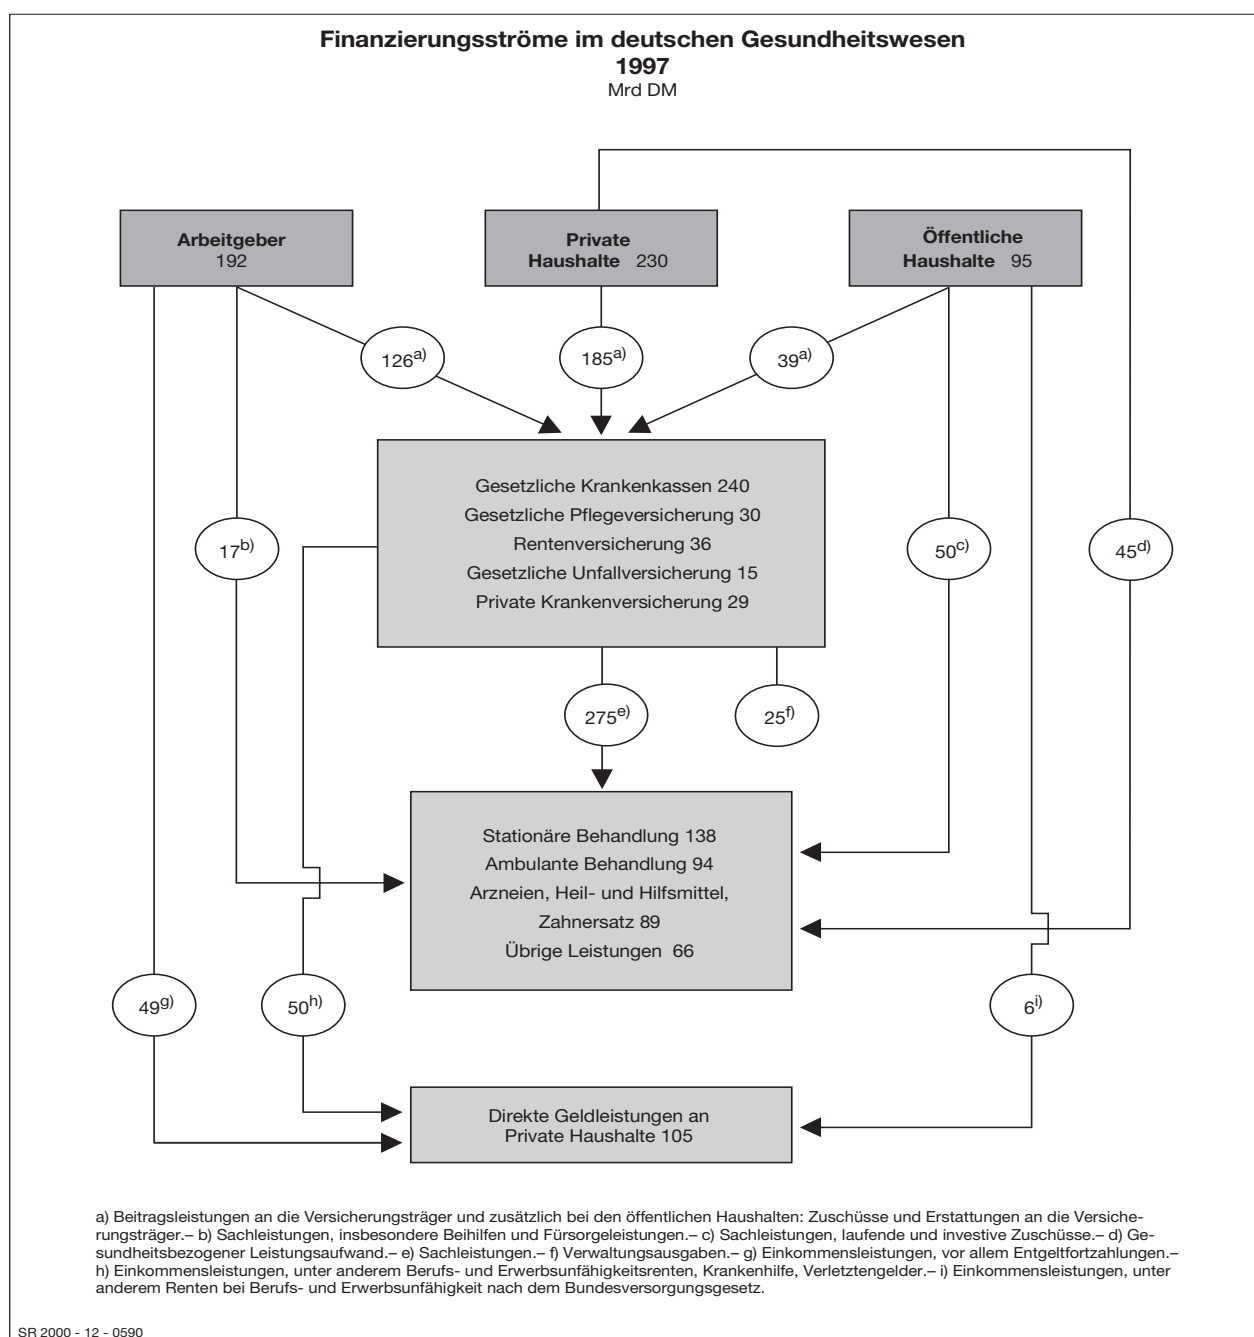 Finanzierungsströme im deutschen Gesundheitswesen
1997
Mrd DM
Arbeitgeber
192
Private
Haushalte 230
Öffentliche
Haushalte 95
126a)
185a)
39a)
Gesetzliche Krankenkassen 240
Gesetzliche Pflegeversicherung 30
Rentenversicherung 36
Gesetzliche Unfallversicherung 15
Private Krankenversicherung 29
17b)
50c)
45d)
275e)
25f)
Stationäre Behandlung 138
Ambulante Behandlung 94
Arzneien, Heil- und Hilfsmittel,
Zahnersatz 89
Übrige Leistungen 66
49g)
50h)
6i)
Direkte Geldleistungen an
Private Haushalte 105
a) Beitragsleistungen an die Versicherungsträger und zusätzlich bei den öffentlichen Haushalten: Zuschüsse und Erstattungen an die Versiche-
rungsträger.– b) Sachleistungen, insbesondere Beihilfen und Fürsorgeleistungen.– c) Sachleistungen, laufende und investive Zuschüsse.– d) Ge-
sundheitsbezogener Leistungsaufwand.– e) Sachleistungen.– f) Verwaltungsausgaben.– g) Einkommensleistungen, vor allem Entgeltfortzahlungen.–
h) Einkommensleistungen, unter anderem Berufs- und Erwerbsunfähigkeitsrenten, Krankenhilfe, Verletztengelder.– i) Einkommensleistungen, unter
anderem Renten bei Berufs- und Erwerbsunfähigkeit nach dem Bundesversorgungsgesetz.
SR 2000 - 12 - 0590